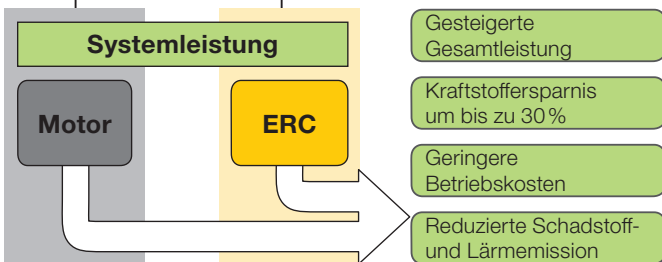 Systemleistung
Motor
ERC
Gesteigerte
Gesamtleistung
Kraftstoffersparnis
um bis zu 30 %
Geringere
Betriebskosten
Reduzierte Schadstoff-
und Lärmemission